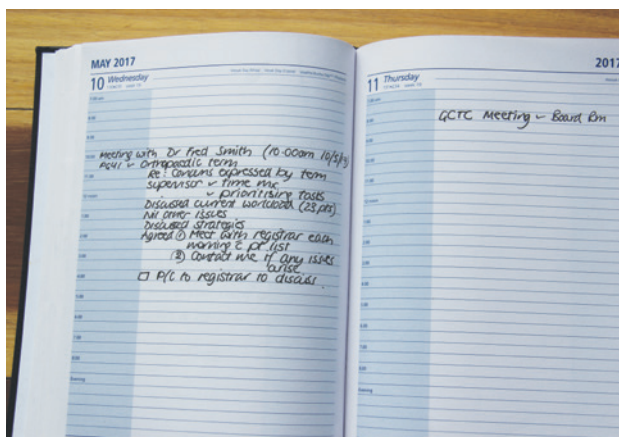 MAY 2017
10 Wednesday
Meeting with Dr Fred Smith (10.00am 10/5/
PGY1 - Orthopaedic term
Re: Concerns expressed by term
supervisor - time mx
- prioritising tasks
Discussed current workload (23 pts)
Nil other issues
Discussed strategies
Agreed ① Meet with registrar each
morning c pt list
② Contact me if any issues
arise
□ P/C to registrar to discuss.
Evening
2017
11 Thursday
GCTC Meeting - Board Rm
Evening